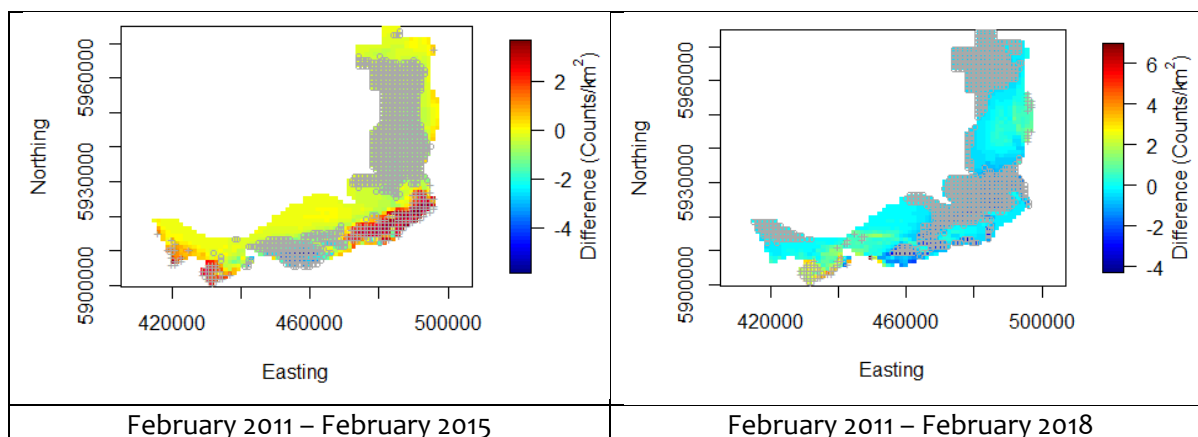 Northing
5900000 5930000 5960000
420000 460000 500000
Easting
2
0
-2
-4
Difference (Counts/km²)
February 2011 – February 2015
Northing
5900000 5930000 5960000
420000 460000 500000
Easting
6
4
2
0
-2
-4
Difference (Counts/km²)
February 2011 – February 2018